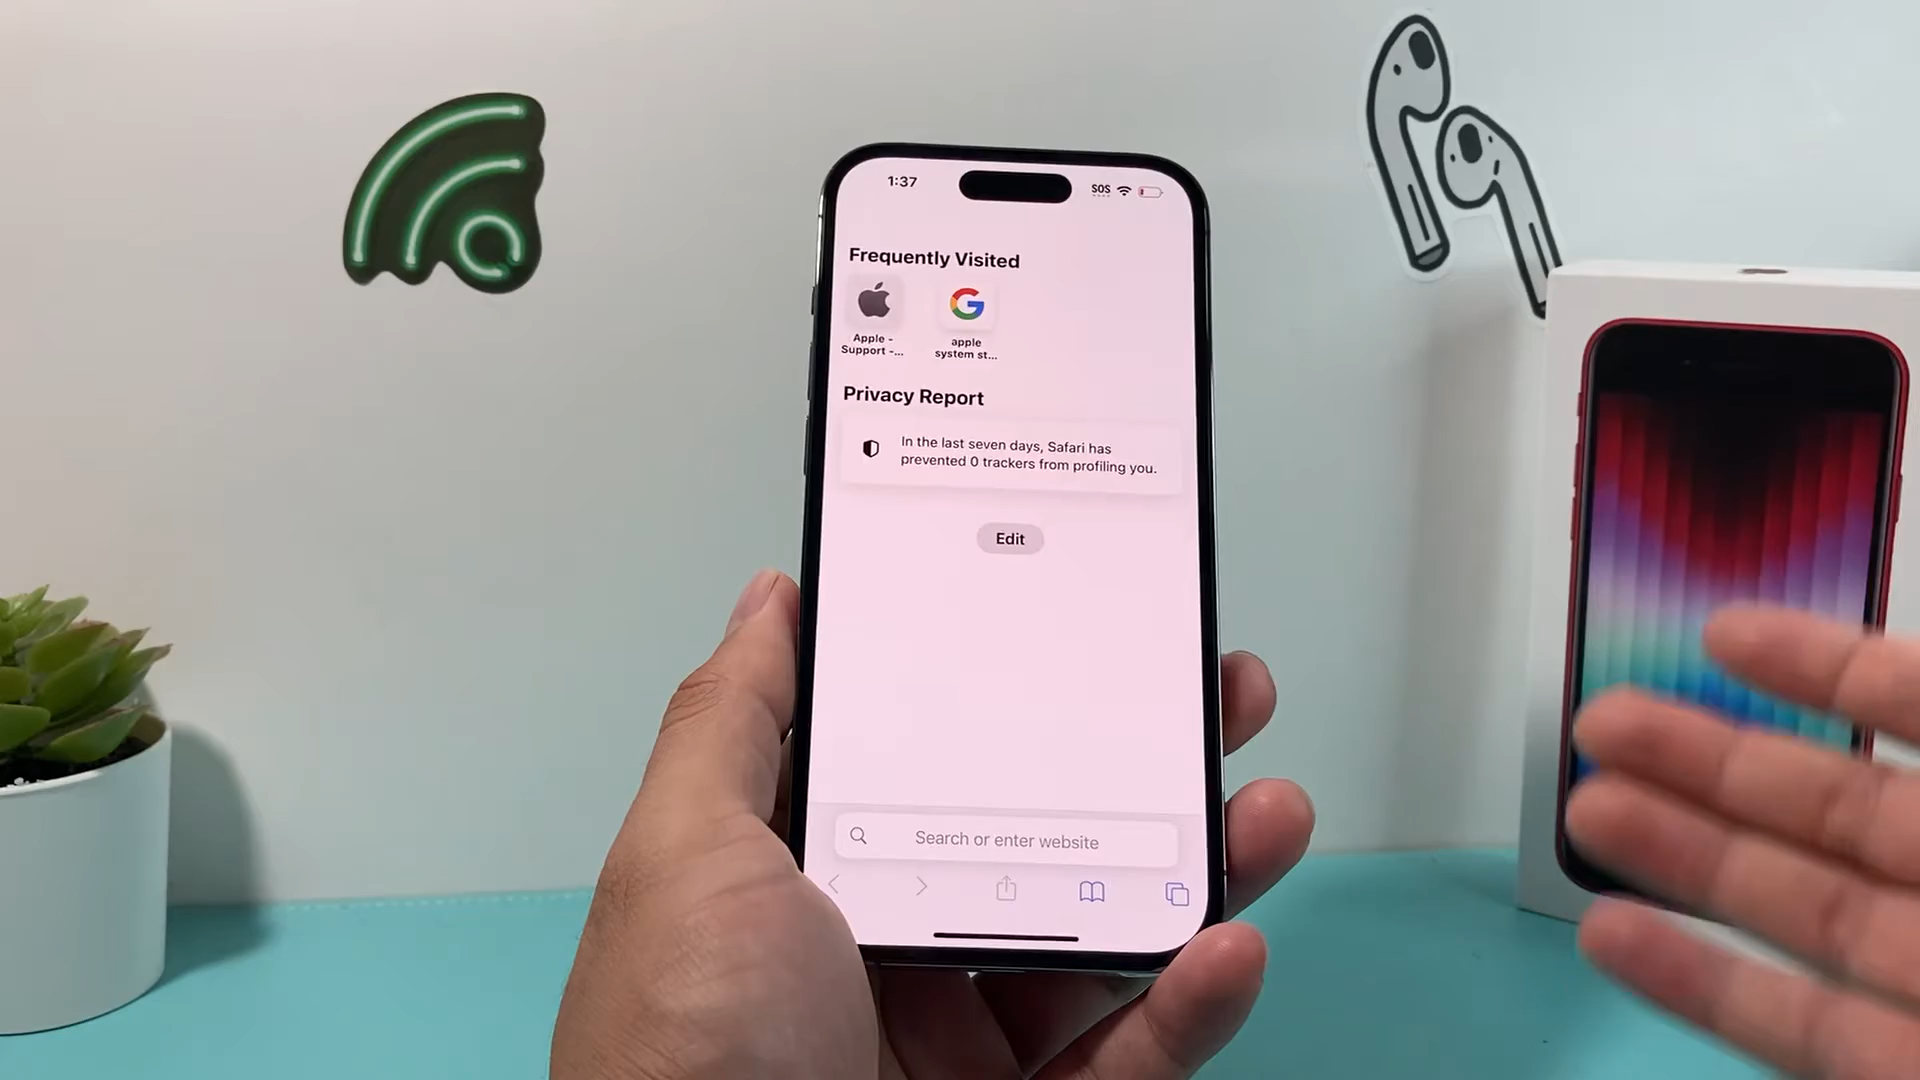 1:37
SOS
Frequently Visited
Apple -
Support -...
apple
system st...
Privacy Report
In the last seven days, Safari has
prevented 0 trackers from profiling you.
Edit
Search or enter website